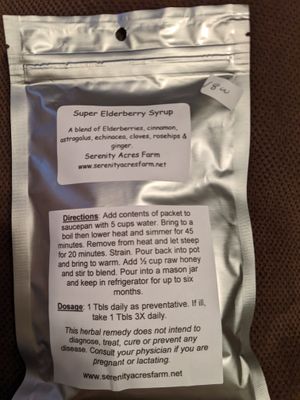 Super Elderberry Syrup
A blend of Elderberries, cinnamon,
astragalus, echinacea, cloves, rosehips &
ginger.
Serenity Acres Farm
www.serenityacresfarm.net
Directions: Add contents of packet to
saucepan with 5 cups water. Bring to a
boil then lower heat and simmer for 45
minutes. Remove from heat and let steep
for 20 minutes. Strain. Pour back into pot
and bring to warm. Add ½ cup raw honey
and stir to blend. Pour into a mason jar
and keep in refrigerator for up to six
months.
Dosage: 1 Tbls daily as preventative. If ill,
take 1 Tbls 3X daily.
This herbal remedy does not intend to
diagnose, treat, cure or prevent any
disease. Consult your physician if you are
pregnant or lactating.
www.serenityacresfarm.net